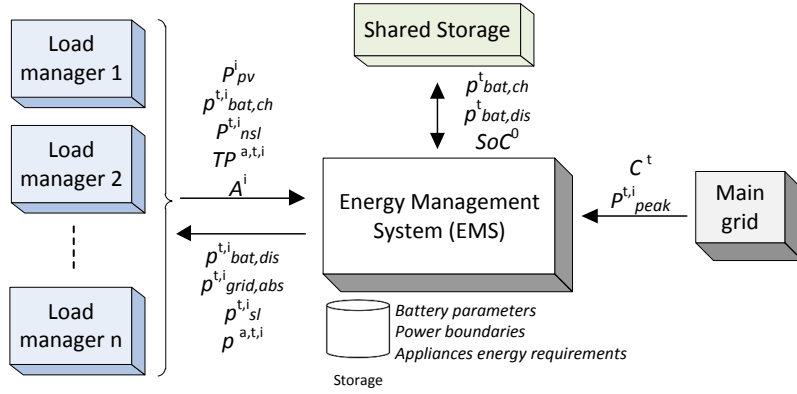 Load
manager 1
Load
manager 2
Load
manager n
P^i_pv
p^t,i_bat,ch
P^t,i_nsl
TP^a,t,i
A^i
p^t,i_bat,dis
p^t,i_grid,abs
p^t,i_sl
p^a,t,i
Shared Storage
p^t_bat,ch
p^t_bat,dis
SoC^0
Energy Management
System (EMS)
Battery parameters
Power boundaries
Appliances energy requirements
Storage
C^t
P^t,i_peak
Main
grid